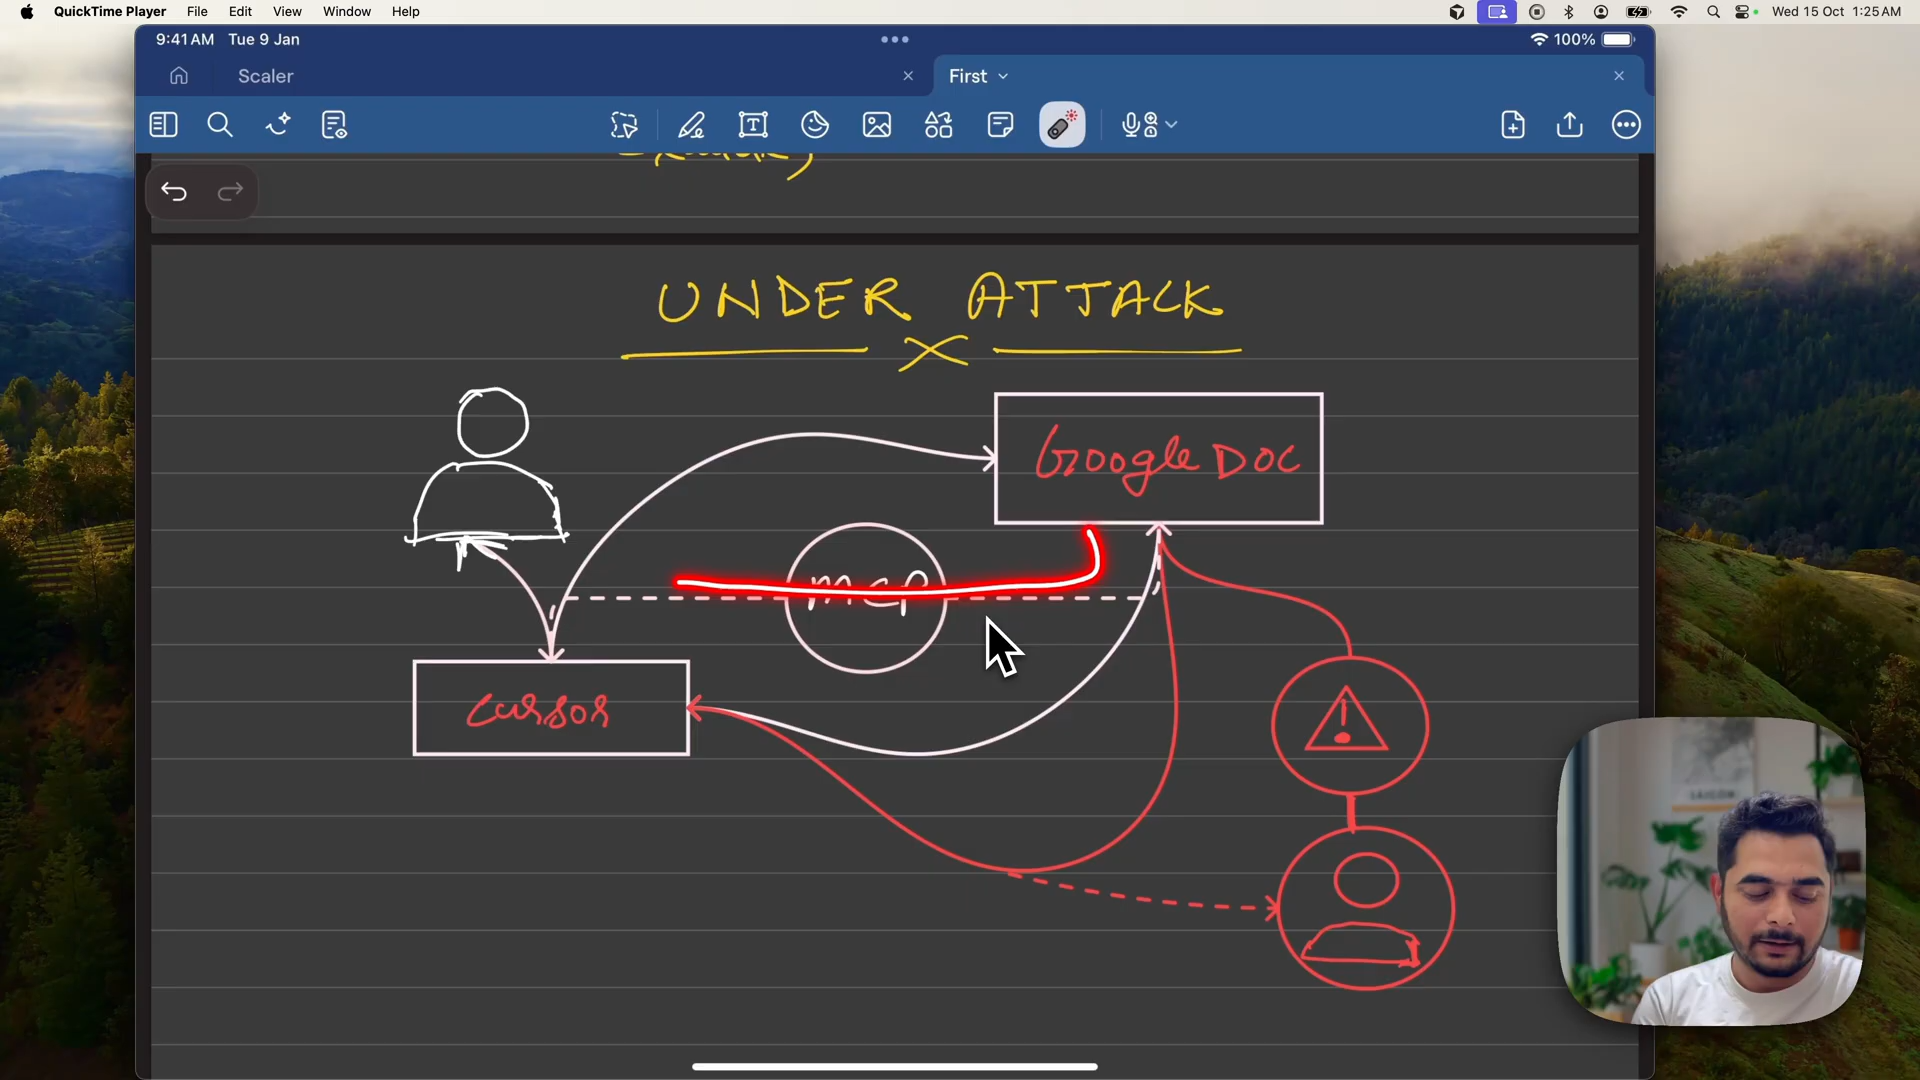 QuickTime Player File Edit View Window Help
Wed 15 Oct 1:25 AM
9:41 AM Tue 9 Jan
100%
Scaler
First
UNDER ATTACK
Google Doc
mcp
cursor
!